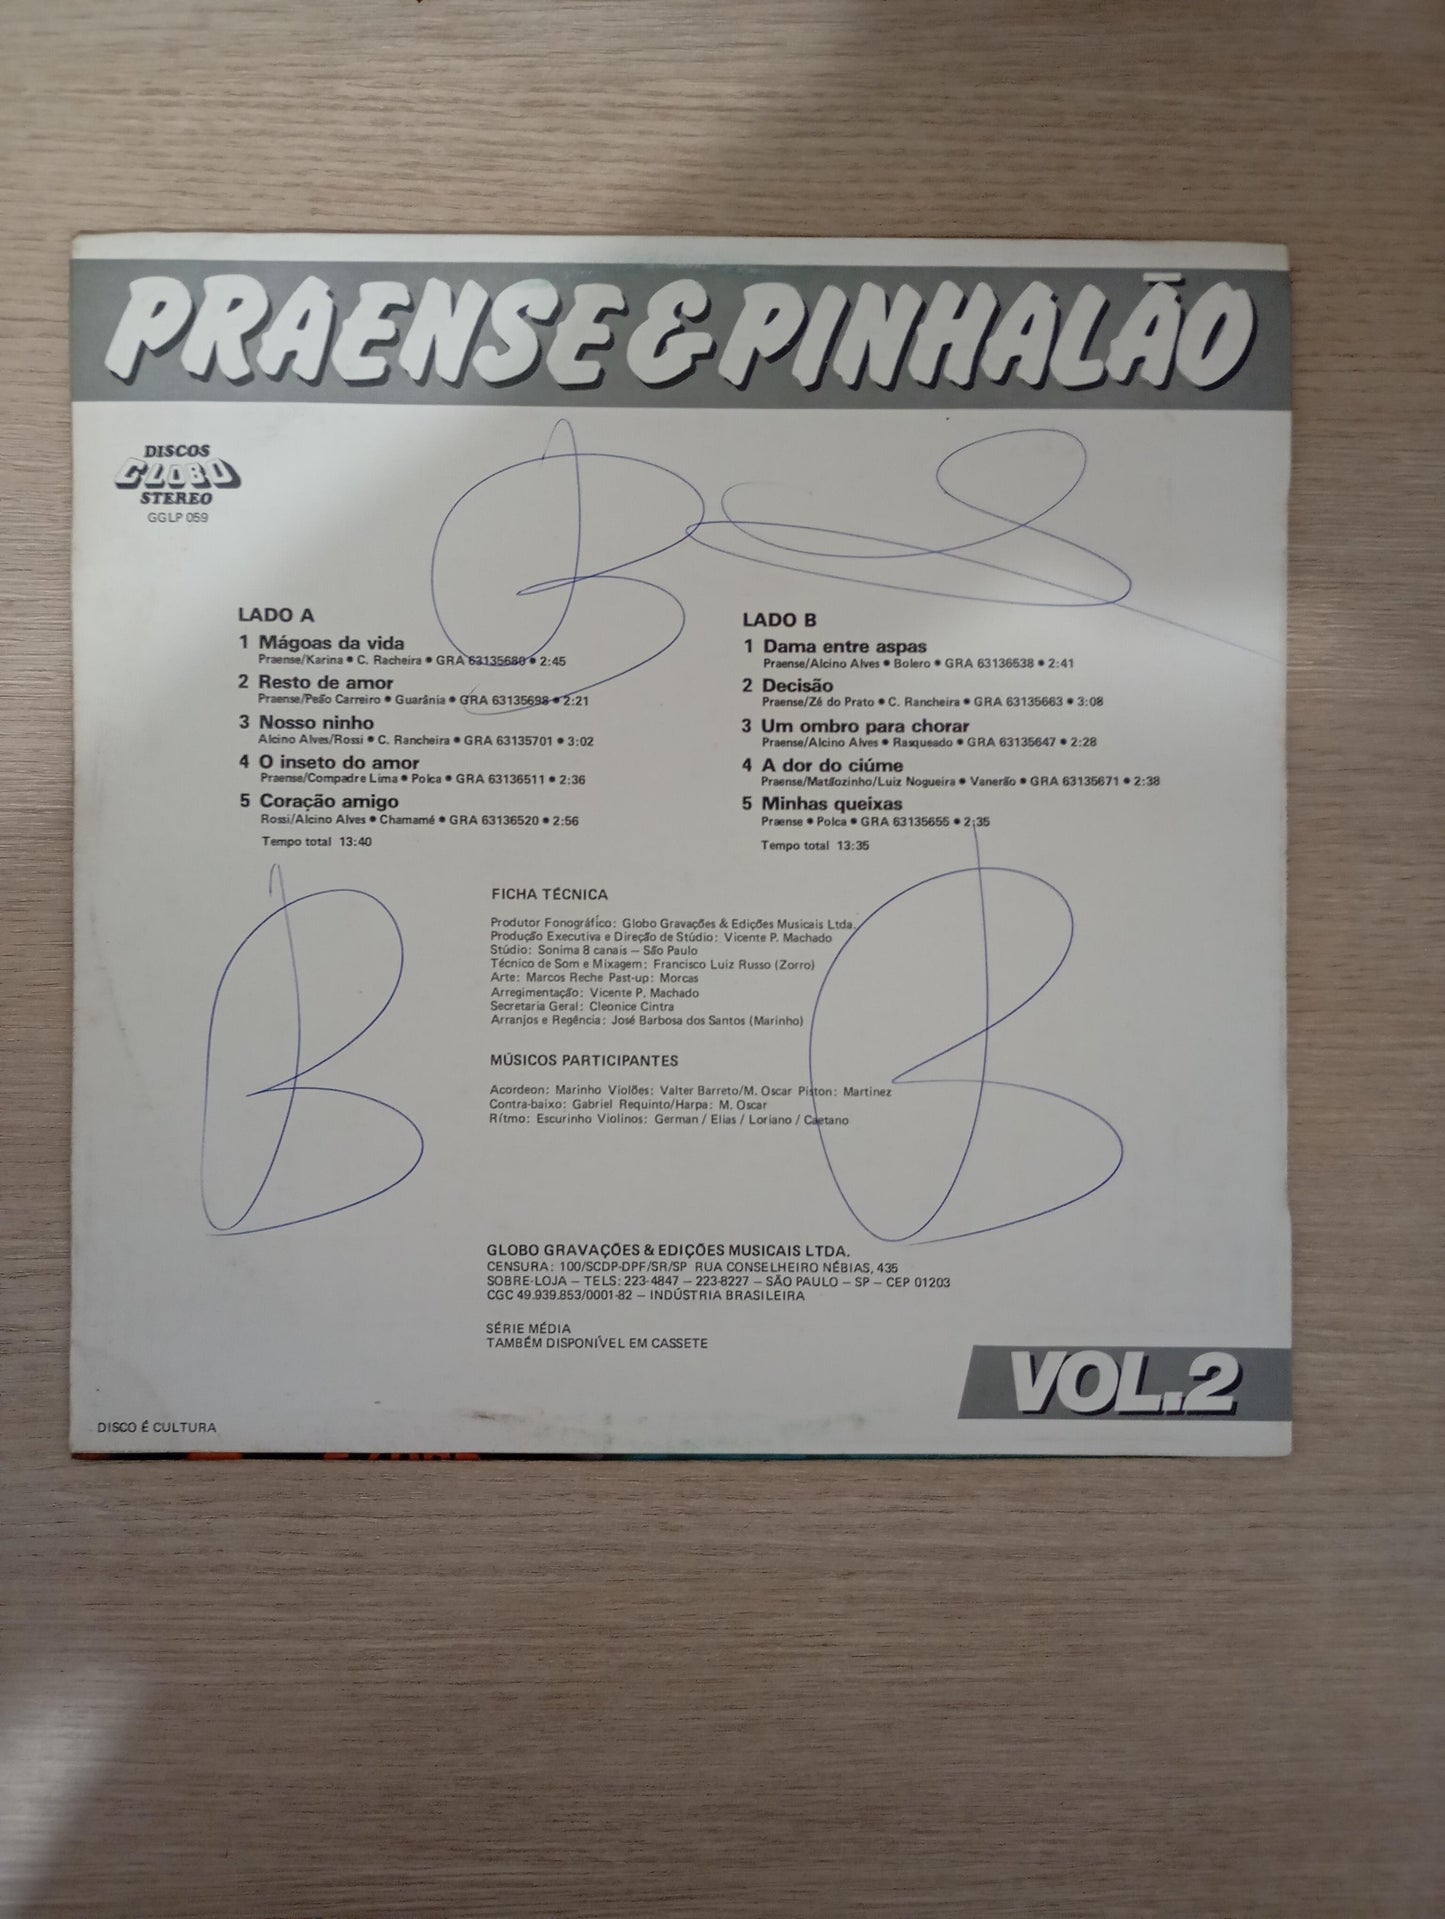 PRAENSE & PINHALÃO
DISCOS
GLOBO
STEREO
GGLP 059
LADO A
1 Mágoas da vida
Praense/Karina • C. Racheira • GRA 63135680 • 2:45
2 Resto de amor
Praense/Peão Carreiro • Guarânia • GRA 63135698 • 2:21
3 Nosso ninho
Alcino Alves/Rossi • C. Rancheira • GRA 63135701 • 3:02
4 O inseto do amor
Praense/Compadre Lima • Polca • GRA 63136511 • 2:36
5 Coração amigo
Rossi/Alcino Alves • Chamamé • GRA 63136520 • 2:56
Tempo total 13:40
LADO B
1 Dama entre aspas
Praense/Alcino Alves • Bolero • GRA 63136538 • 2:41
2 Decisão
Praense/Zé do Prato • C. Rancheira • GRA 63135663 • 3:08
3 Um ombro para chorar
Praense/Alcino Alves • Rasqueado • GRA 63135647 • 2:28
4 A dor do ciúme
Praense/Matãozinho/Luiz Nogueira • Vanerão • GRA 63135671 • 2:38
5 Minhas queixas
Praense • Polca • GRA 63135655 • 2:35
Tempo total 13:35
FICHA TÉCNICA
Produtor Fonográfico: Globo Gravações & Edições Musicais Ltda.
Produção Executiva e Direção de Stúdio: Vicente P. Machado
Stúdio: Sonima 8 canais – São Paulo
Técnico de Som e Mixagem: Francisco Luiz Russo (Zorro)
Arte: Marcos Reche Past-up: Morcas
Arregimentação: Vicente P. Machado
Secretaria Geral: Cleonice Cintra
Arranjos e Regência: José Barbosa dos Santos (Marinho)
MÚSICOS PARTICIPANTES
Acordeon: Marinho Violões: Valter Barreto/M. Oscar Piston: Martinez
Contra-baixo: Gabriel Requinto/Harpa: M. Oscar
Rítmo: Escurinho Violinos: German / Elias / Loriano / Caetano
GLOBO GRAVAÇÕES & EDIÇÕES MUSICAIS LTDA.
CENSURA: 100/SCDP-DPF/SR/SP RUA CONSELHEIRO NÉBIAS, 435
SOBRE-LOJA – TELS: 223-4847 – 223-8227 – SÃO PAULO – SP – CEP 01203
CGC 49.939.853/0001-82 – INDÚSTRIA BRASILEIRA
SÉRIE MÉDIA
TAMBÉM DISPONÍVEL EM CASSETE
VOL.2
DISCO É CULTURA